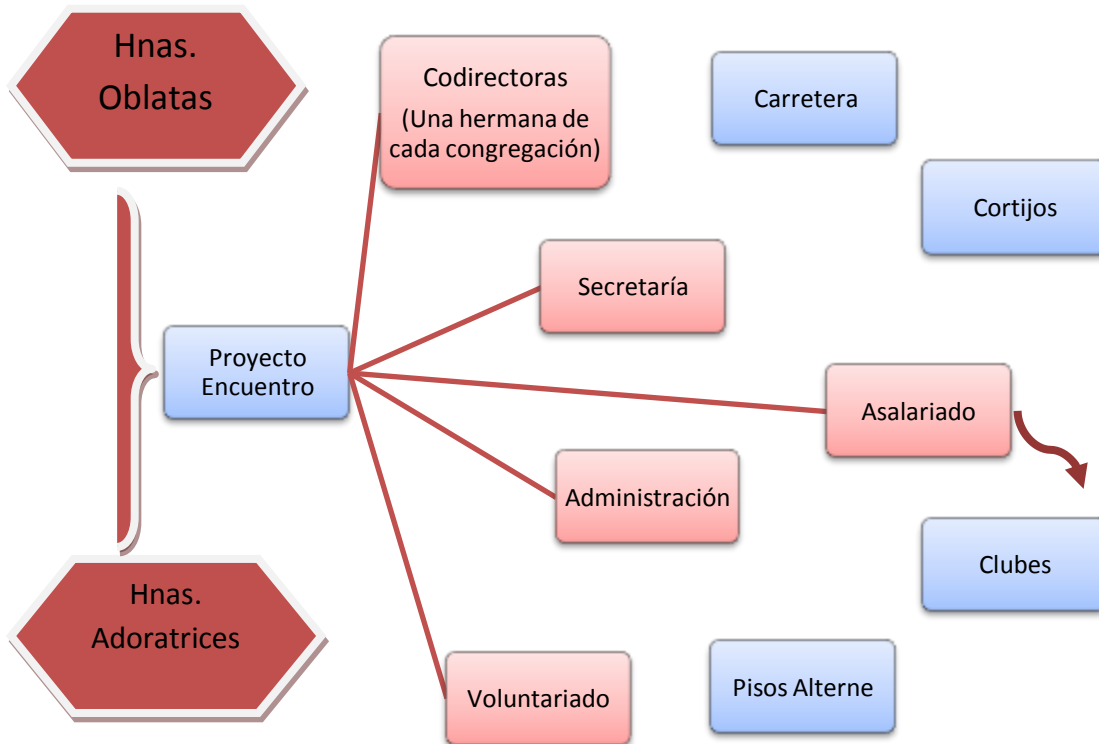 Hnas.
Oblatas
Codirectoras
(Una hermana de
cada congregación)
Carretera
Cortijos
Secretaría
Proyecto
Encuentro
Asalariado
Administración
Clubes
Hnas.
Adoratrices
Voluntariado
Pisos Alterne